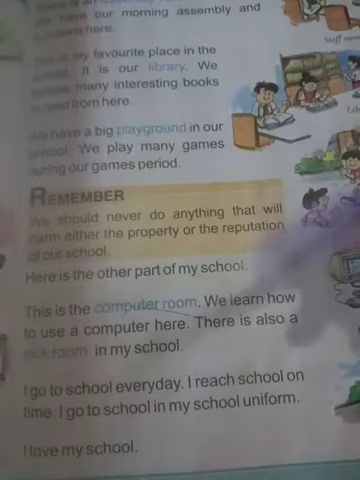 have our morning assembly and
here.
my favourite place in the
It is our library. We
many interesting books
from here.
We have a big playground in our
school. We play many games
during our games period.
REMEMBER
We should never do anything that will
harm either the property or the reputation
of our school.
Here is the other part of my school.
This is the computer room. We learn how
to use a computer here. There is also a
sick room in my school.
I go to school everyday. I reach school on
time. I go to school in my school uniform.
I love my school.
Staff room